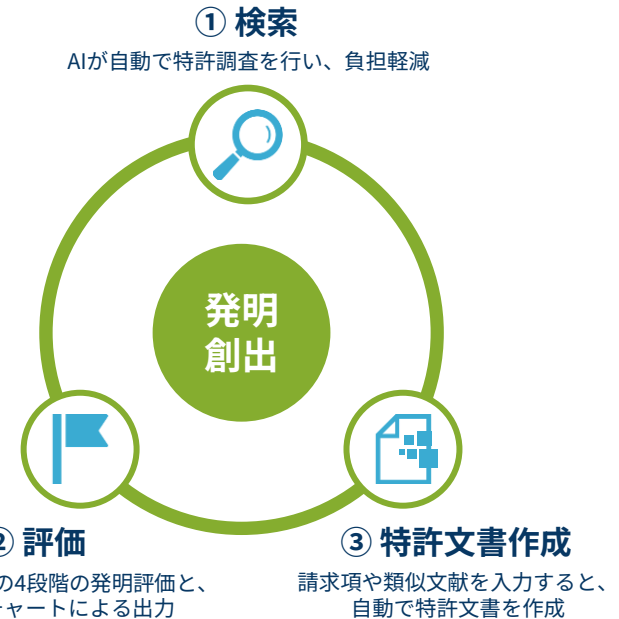 ① 検索
AIが自動で特許調査を行い、負担軽減
発明
創出
② 評価
の4段階の発明評価と、
チャートによる出力
③ 特許文書作成
請求項や類似文献を入力すると、
自動で特許文書を作成